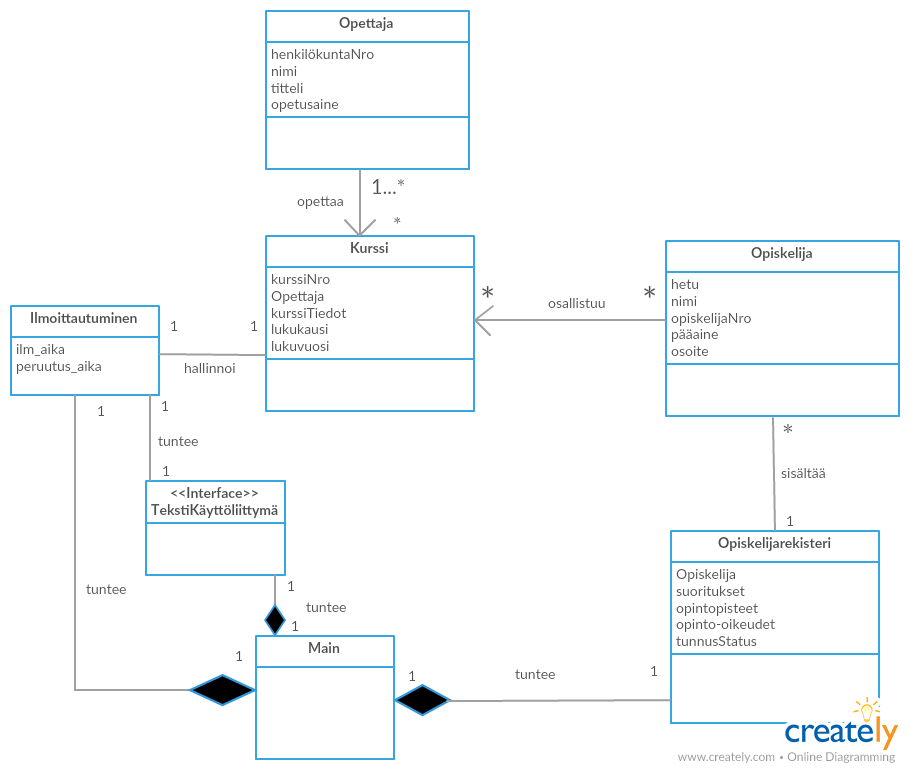 Opettaja
henkilökuntaNro
nimi
titteli
opetusaine
1...*
opettaa
*
Kurssi
kurssiNro
Opettaja
kurssiTiedot
lukukausi
lukuvuosi
*
osallistuu
*
Opiskelija
hetu
nimi
opiskelijaNro
pääaine
osoite
Ilmoittautuminen
ilm_aika
peruutus_aika
1
1
hallinnoi
1
1
tuntee
1
<<Interface>>
TekstiKäyttöliittymä
*
sisältää
1
Opiskelijarekisteri
Opiskelija
suoritukset
opintopisteet
opinto-oikeudet
tunnusStatus
tuntee
1
tuntee
1
Main
1
1
tuntee
1
creately
www.creately.com • Online Diagramming